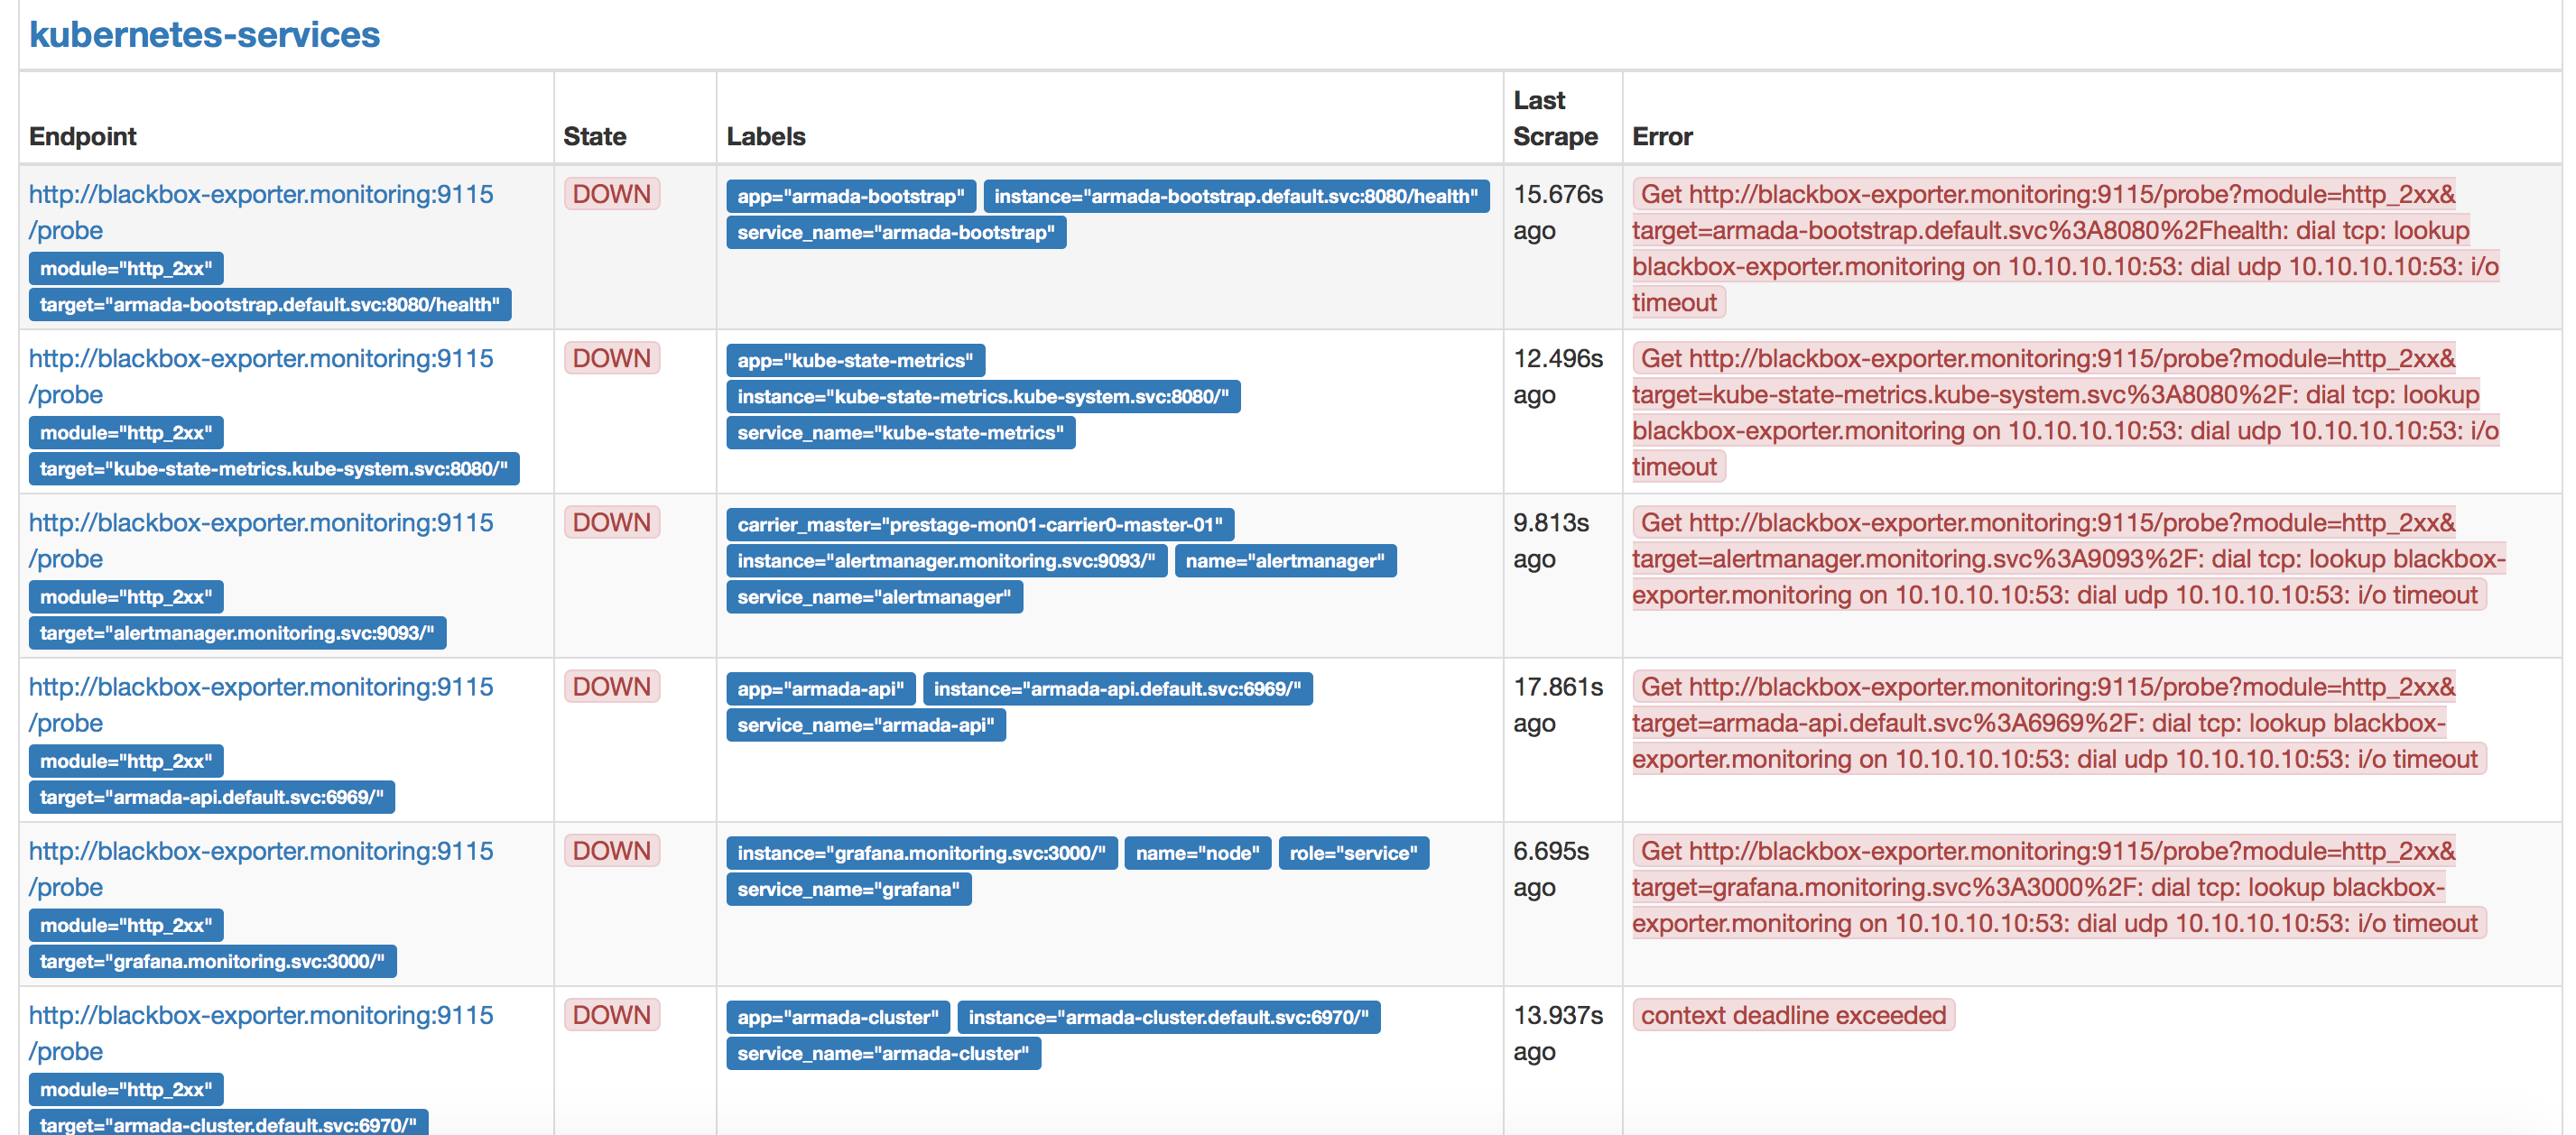 kubernetes-services
Endpoint State Labels Last Scrape Error
http://blackbox-exporter.monitoring:9115
/probe
module="http_2xx"
target="armada-bootstrap.default.svc:8080/health"
DOWN
app="armada-bootstrap" instance="armada-bootstrap.default.svc:8080/health"
service_name="armada-bootstrap"
15.676s
ago
Get http://blackbox-exporter.monitoring:9115/probe?module=http_2xx&
target=armada-bootstrap.default.svc%3A8080%2Fhealth: dial tcp: lookup
blackbox-exporter.monitoring on 10.10.10.10:53: dial udp 10.10.10.10:53: i/o
timeout
http://blackbox-exporter.monitoring:9115
/probe
module="http_2xx"
target="kube-state-metrics.kube-system.svc:8080/"
DOWN
app="kube-state-metrics"
instance="kube-state-metrics.kube-system.svc:8080/"
service_name="kube-state-metrics"
12.496s
ago
Get http://blackbox-exporter.monitoring:9115/probe?module=http_2xx&
target=kube-state-metrics.kube-system.svc%3A8080%2F: dial tcp: lookup
blackbox-exporter.monitoring on 10.10.10.10:53: dial udp 10.10.10.10:53: i/o
timeout
http://blackbox-exporter.monitoring:9115
/probe
module="http_2xx"
target="alertmanager.monitoring.svc:9093/"
DOWN
carrier_master="prestage-mon01-carrier0-master-01"
instance="alertmanager.monitoring.svc:9093/" name="alertmanager"
service_name="alertmanager"
9.813s
ago
Get http://blackbox-exporter.monitoring:9115/probe?module=http_2xx&
target=alertmanager.monitoring.svc%3A9093%2F: dial tcp: lookup blackbox-
exporter.monitoring on 10.10.10.10:53: dial udp 10.10.10.10:53: i/o timeout
http://blackbox-exporter.monitoring:9115
/probe
module="http_2xx"
target="armada-api.default.svc:6969/"
DOWN
app="armada-api" instance="armada-api.default.svc:6969/"
service_name="armada-api"
17.861s
ago
Get http://blackbox-exporter.monitoring:9115/probe?module=http_2xx&
target=armada-api.default.svc%3A6969%2F: dial tcp: lookup blackbox-
exporter.monitoring on 10.10.10.10:53: dial udp 10.10.10.10:53: i/o timeout
http://blackbox-exporter.monitoring:9115
/probe
module="http_2xx"
target="grafana.monitoring.svc:3000/"
DOWN
instance="grafana.monitoring.svc:3000/" name="node" role="service"
service_name="grafana"
6.695s
ago
Get http://blackbox-exporter.monitoring:9115/probe?module=http_2xx&
target=grafana.monitoring.svc%3A3000%2F: dial tcp: lookup blackbox-
exporter.monitoring on 10.10.10.10:53: dial udp 10.10.10.10:53: i/o timeout
http://blackbox-exporter.monitoring:9115
/probe
module="http_2xx"
target="armada-cluster.default.svc:6970/"
DOWN
app="armada-cluster" instance="armada-cluster.default.svc:6970/"
service_name="armada-cluster"
13.937s
ago
context deadline exceeded